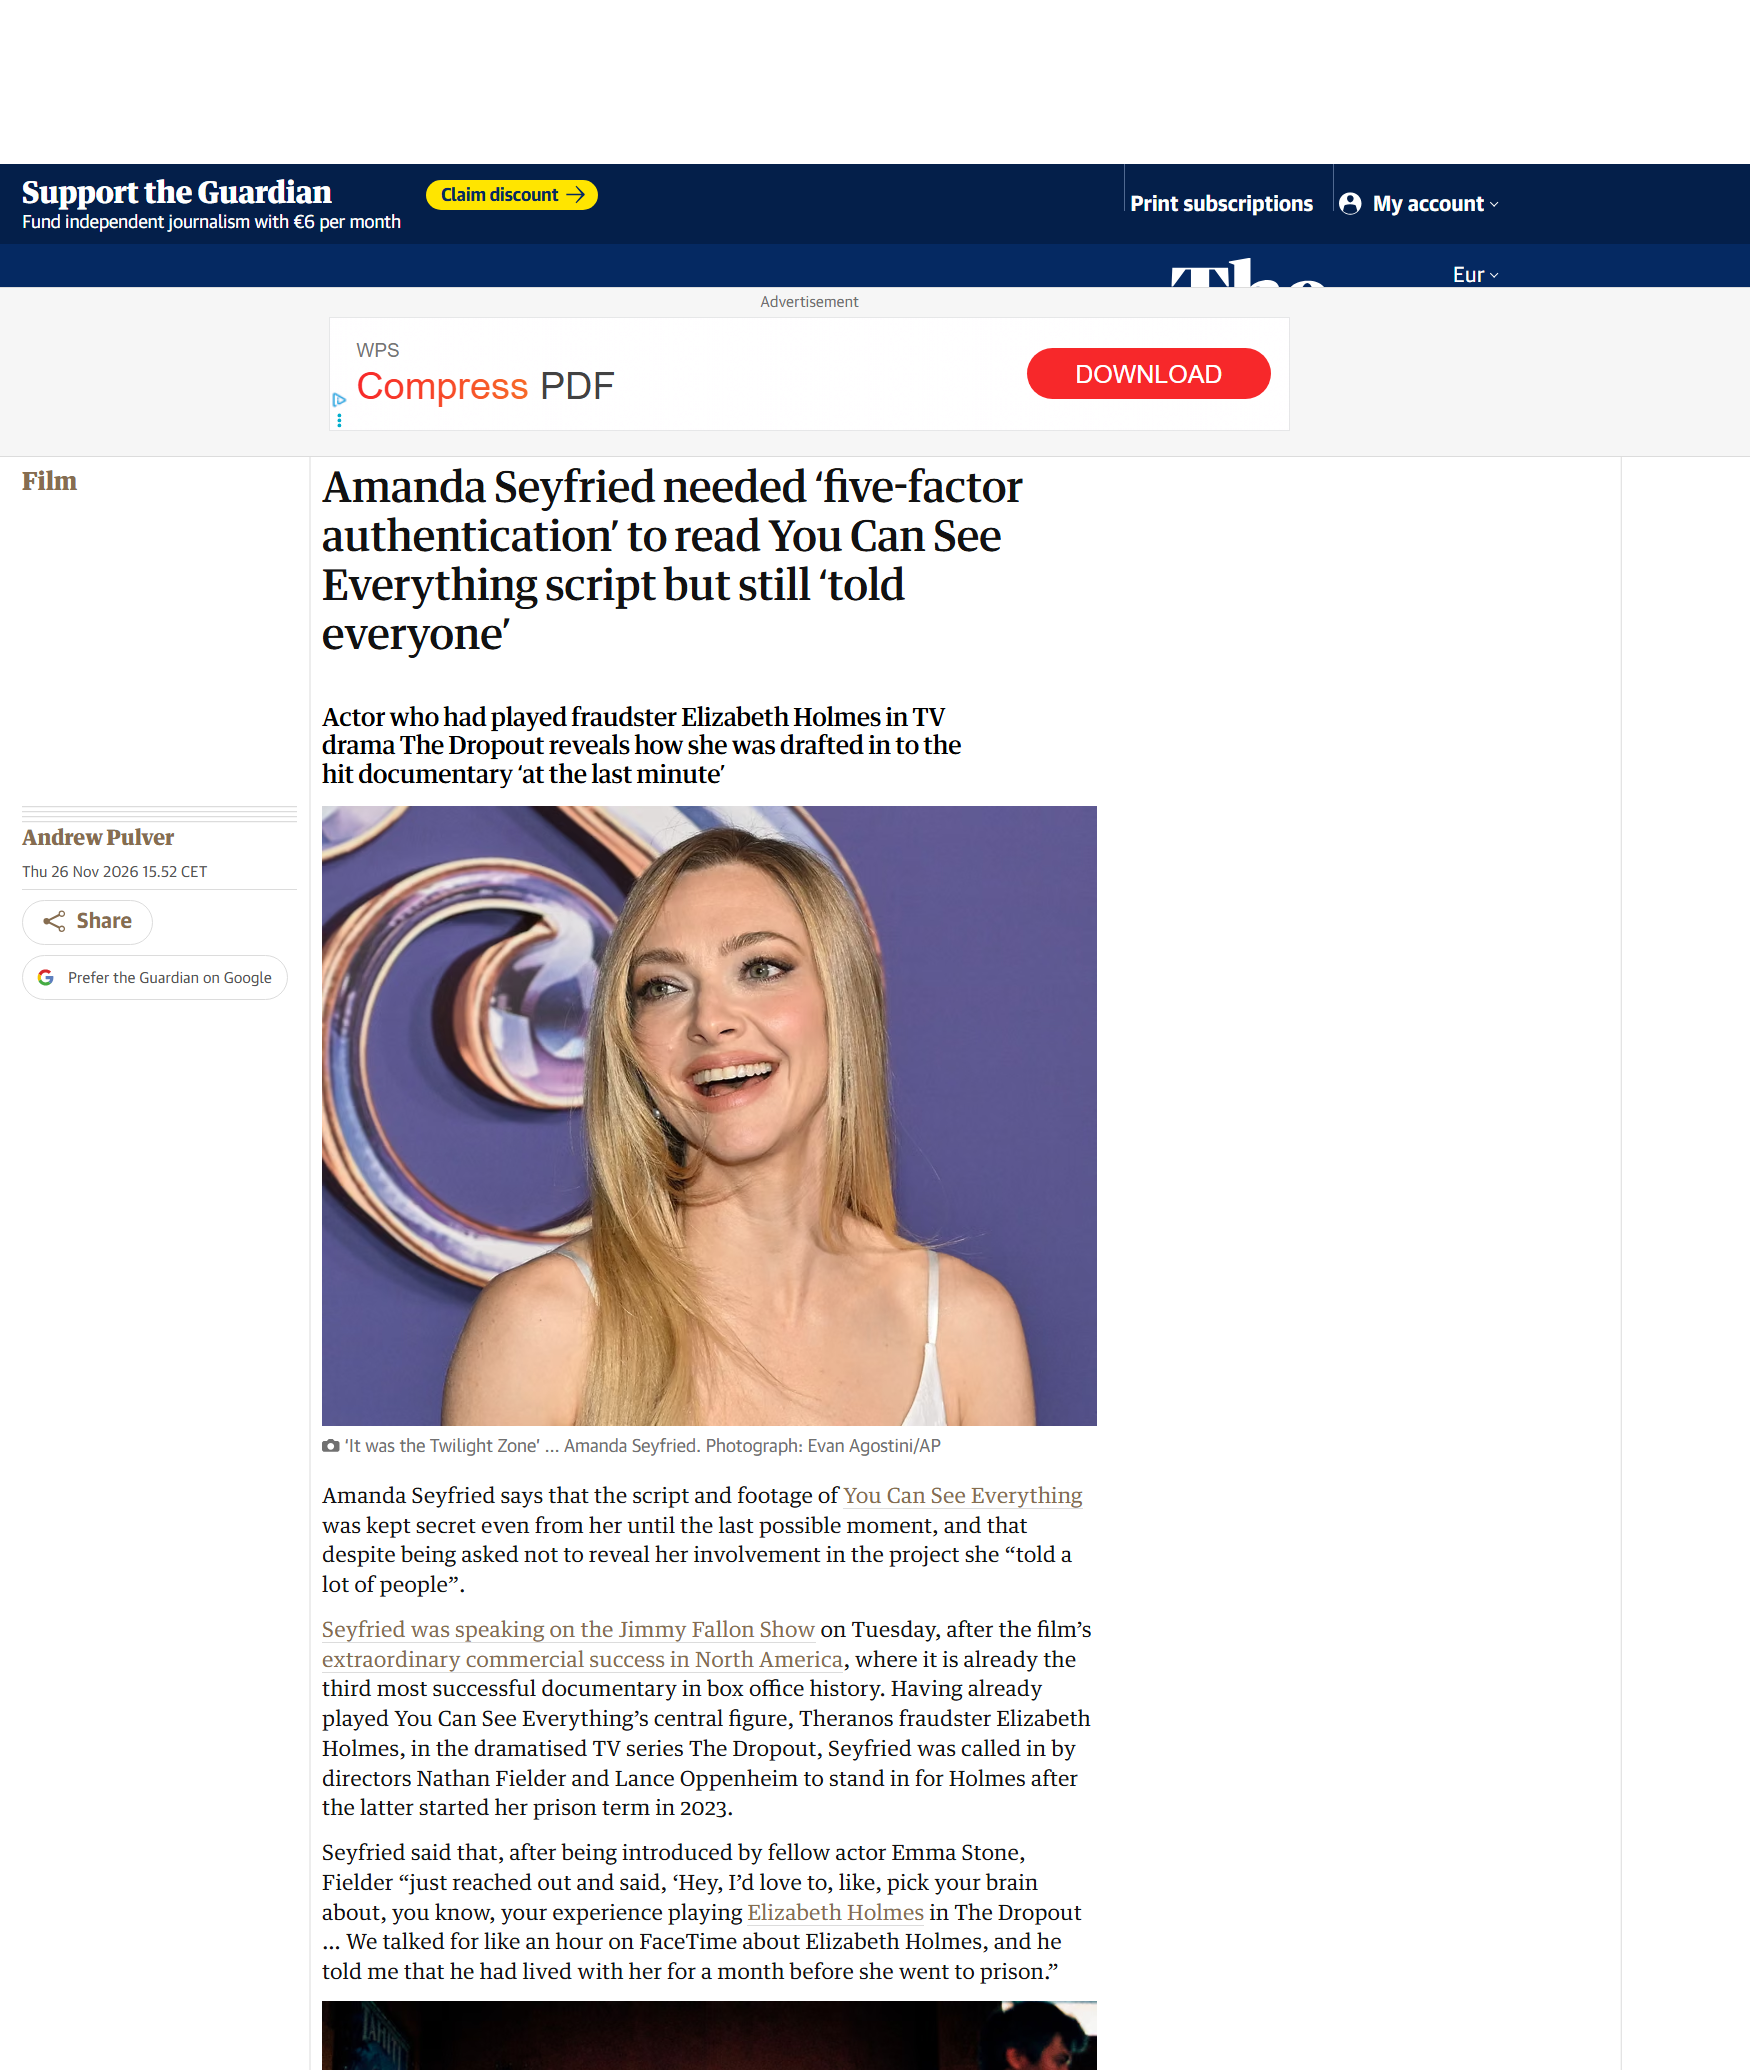 Support the Guardian
Fund independent journalism with €6 per month
Claim discount
Print subscriptions
My account
The
Eur
Advertisement
WPS
Compress PDF
DOWNLOAD
Film
Amanda Seyfried needed ‘five-factor
authentication’ to read You Can See
Everything script but still ‘told
everyone’
Actor who had played fraudster Elizabeth Holmes in TV
drama The Dropout reveals how she was drafted in to the
hit documentary ‘at the last minute’
Andrew Pulver
Thu 26 Nov 2026 15.52 CET
Share
Prefer the Guardian on Google
‘It was the Twilight Zone’ … Amanda Seyfried. Photograph: Evan Agostini/AP
Amanda Seyfried says that the script and footage of You Can See Everything
was kept secret even from her until the last possible moment, and that
despite being asked not to reveal her involvement in the project she “told a
lot of people”.
Seyfried was speaking on the Jimmy Fallon Show on Tuesday, after the film’s
extraordinary commercial success in North America, where it is already the
third most successful documentary in box office history. Having already
played You Can See Everything’s central figure, Theranos fraudster Elizabeth
Holmes, in the dramatised TV series The Dropout, Seyfried was called in by
directors Nathan Fielder and Lance Oppenheim to stand in for Holmes after
the latter started her prison term in 2023.
Seyfried said that, after being introduced by fellow actor Emma Stone,
Fielder “just reached out and said, ‘Hey, I’d love to, like, pick your brain
about, you know, your experience playing Elizabeth Holmes in The Dropout
… We talked for like an hour on FaceTime about Elizabeth Holmes, and he
told me that he had lived with her for a month before she went to prison.”